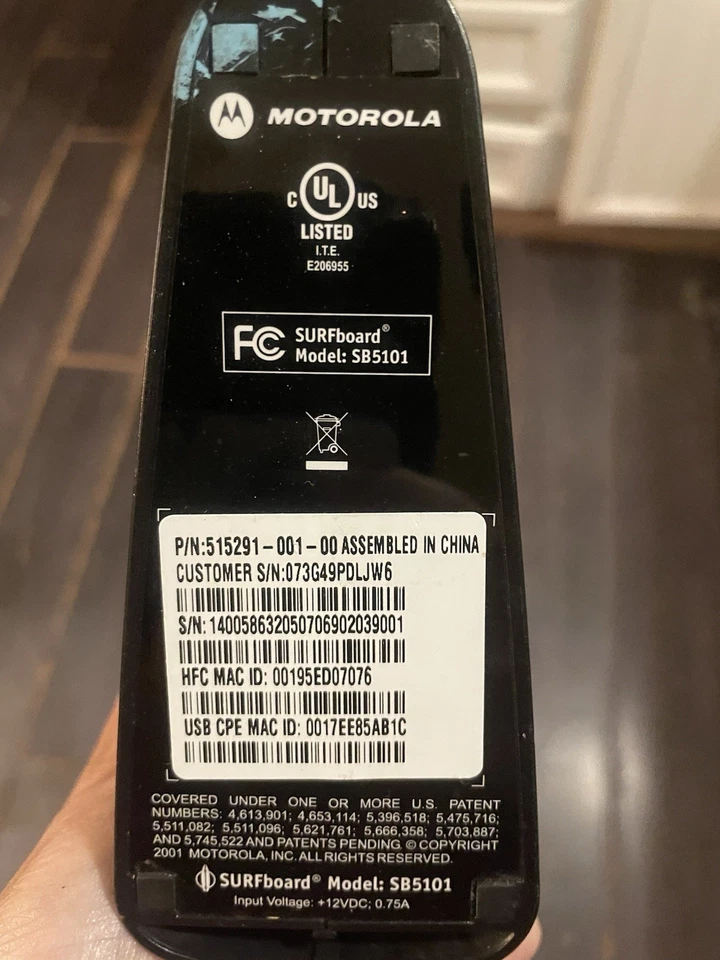 MOTOROLA
C UL US
LISTED
I.T.E.
E206955
FC SURFboard®
Model: SB5101
P/N:515291-001-00 ASSEMBLED IN CHINA
CUSTOMER S/N:073G49PDLJW6
S/N: 140058632050706902039001
HFC MAC ID: 00195ED07076
USB CPE MAC ID: 0017EE85AB1C
COVERED UNDER ONE OR MORE U.S. PATENT
NUMBERS: 4,613,901; 4,653,114; 5,396,518; 5,475,716;
5,511,082; 5,511,096; 5,621,761; 5,666,358; 5,703,887;
AND 5,745,522 AND PATENTS PENDING. © COPYRIGHT
2001 MOTOROLA, INC. ALL RIGHTS RESERVED.
SURFboard® Model: SB5101
Input Voltage: +12VDC; 0.75A